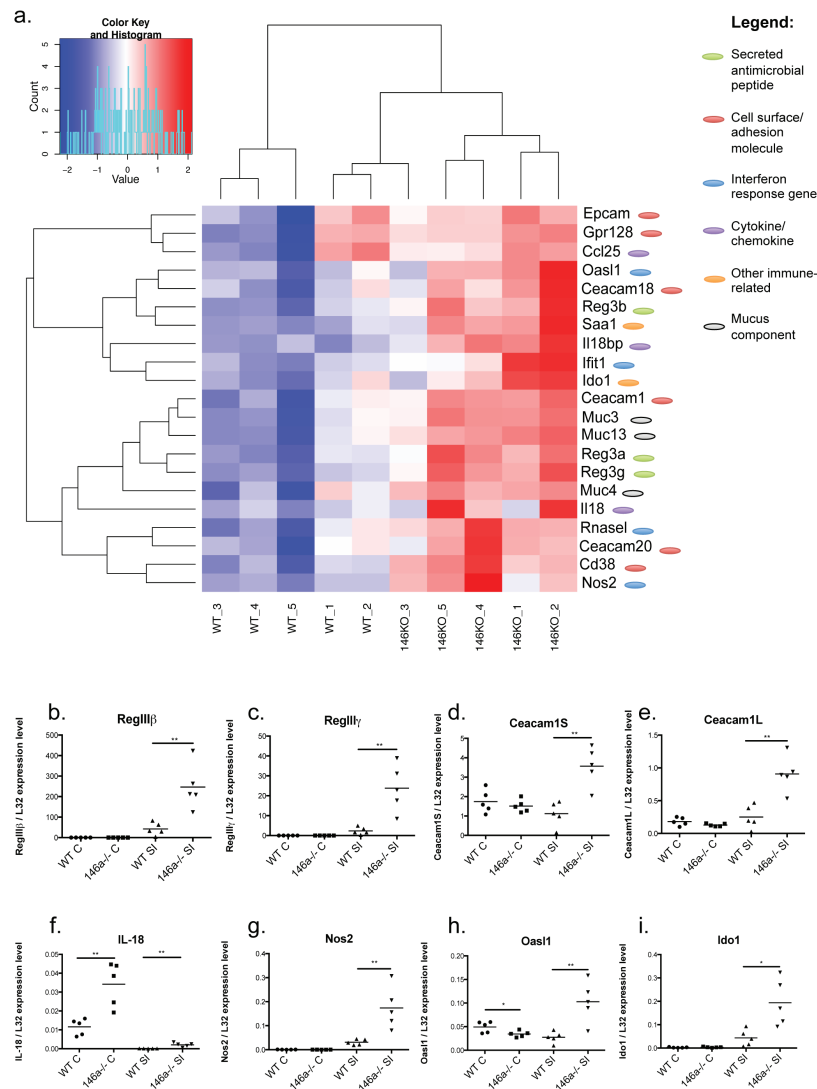 a.
Color Key
and Histogram
Count
0 1 2 3 4 5
−2 −1 0 1 2
Value
Legend:
Secreted
antimicrobial
peptide
Cell surface/
adhesion
molecule
Interferon
response gene
Cytokine/
chemokine
Other immune-
related
Mucus
component
Epcam
Gpr128
Ccl25
Oasl1
Ceacam18
Reg3b
Saa1
Il18bp
Ifit1
Ido1
Ceacam1
Muc3
Muc13
Reg3a
Reg3g
Muc4
Il18
Rnasel
Ceacam20
Cd38
Nos2
WT_3 WT_4 WT_5 WT_1 WT_2 146KO_3 146KO_5 146KO_4 146KO_1 146KO_2
b.
RegIIIβ
RegIIIβ / L32 expression level
500
400
300
200
100
0
**
WT C 146a-/- C WT SI 146a-/- SI
c.
RegIIIγ
RegIIIγ / L32 expression level
50
40
30
20
10
0
**
WT C 146a-/- C WT SI 146a-/- SI
d.
Ceacam1S
Ceacam1S / L32 expression level
5
4
2
1
0
**
WT C 146a-/- C WT SI 146a-/- SI
e.
Ceacam1L
Ceacam1L / L32 expression level
1.5
1.0
0.5
0.0
**
WT C 146a-/- C WT SI 146a-/- SI
f.
IL-18
IL-18 / L32 expression level
0.05
0.04
0.03
0.02
0.01
0.00
** **
WT C 146a-/- C WT SI 146a-/- SI
g.
Nos2
Nos2 / L32 expression level
0.4
0.3
0.2
0.1
0.0
**
WT C 146a-/- C WT SI 146a-/- SI
h.
Oasl1
Oasl1 / L32 expression level
0.20
0.15
0.10
0.05
0.00
* **
WT C 146a-/- C WT SI 146a-/- SI
i.
Ido1
Ido1 / L32 expression level
0.4
0.3
0.2
0.1
0.0
*
WT C 146a-/- C WT SI 146a-/- SI